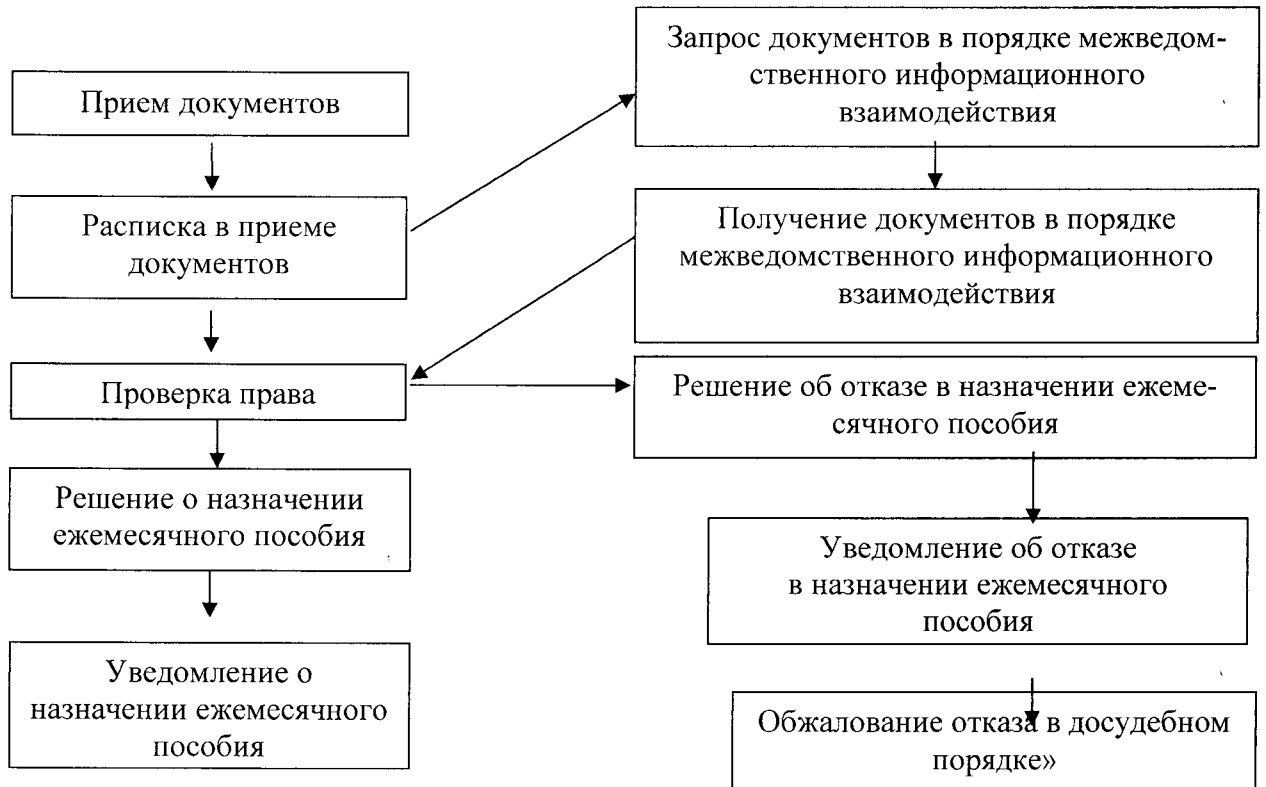 Прием документов
Расписка в приеме
документов
Проверка права
Решение о назначении
ежемесячного пособия
Уведомление о
назначении ежемесячного
пособия
Запрос документов в порядке межведом-
ственного информационного
взаимодействия
Получение документов в порядке
межведомственного информационного
взаимодействия
Решение об отказе в назначении ежеме-
сячного пособия
Уведомление об отказе
в назначении ежемесячного
пособия
Обжалование отказа в досудебном
порядке»